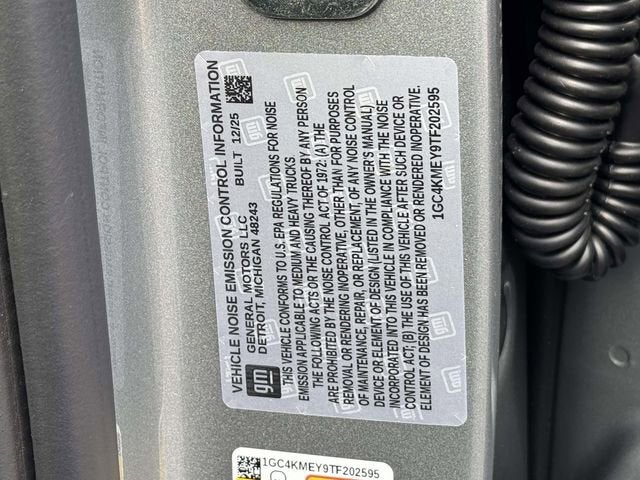 VEHICLE NOISE EMISSION CONTROL INFORMATION
GENERAL MOTORS LLC BUILT 12/25
DETROIT, MICHIGAN 48243
gm
THIS VEHICLE CONFORMS TO U.S. EPA REGULATIONS FOR NOISE
EMISSION APPLICABLE TO MEDIUM AND HEAVY TRUCKS
THE FOLLOWING ACTS OR THE CAUSING THEREOF BY ANY PERSON
ARE PROHIBITED BY THE NOISE CONTROL ACT OF 1972: (A) THE
REMOVAL OR RENDERING INOPERATIVE, OTHER THAN FOR PURPOSES
OF MAINTENANCE, REPAIR, OR REPLACEMENT, OF ANY NOISE CONTROL
DEVICE OR ELEMENT OF DESIGN (LISTED IN THE OWNER'S MANUAL)
INCORPORATED INTO THIS VEHICLE IN COMPLIANCE WITH THE NOISE
CONTROL ACT; (B) THE USE OF THIS VEHICLE AFTER SUCH DEVICE OR
ELEMENT OF DESIGN HAS BEEN REMOVED OR RENDERED INOPERATIVE.
1GC4KMEY9TF202595
1GC4KMEY9TF202595